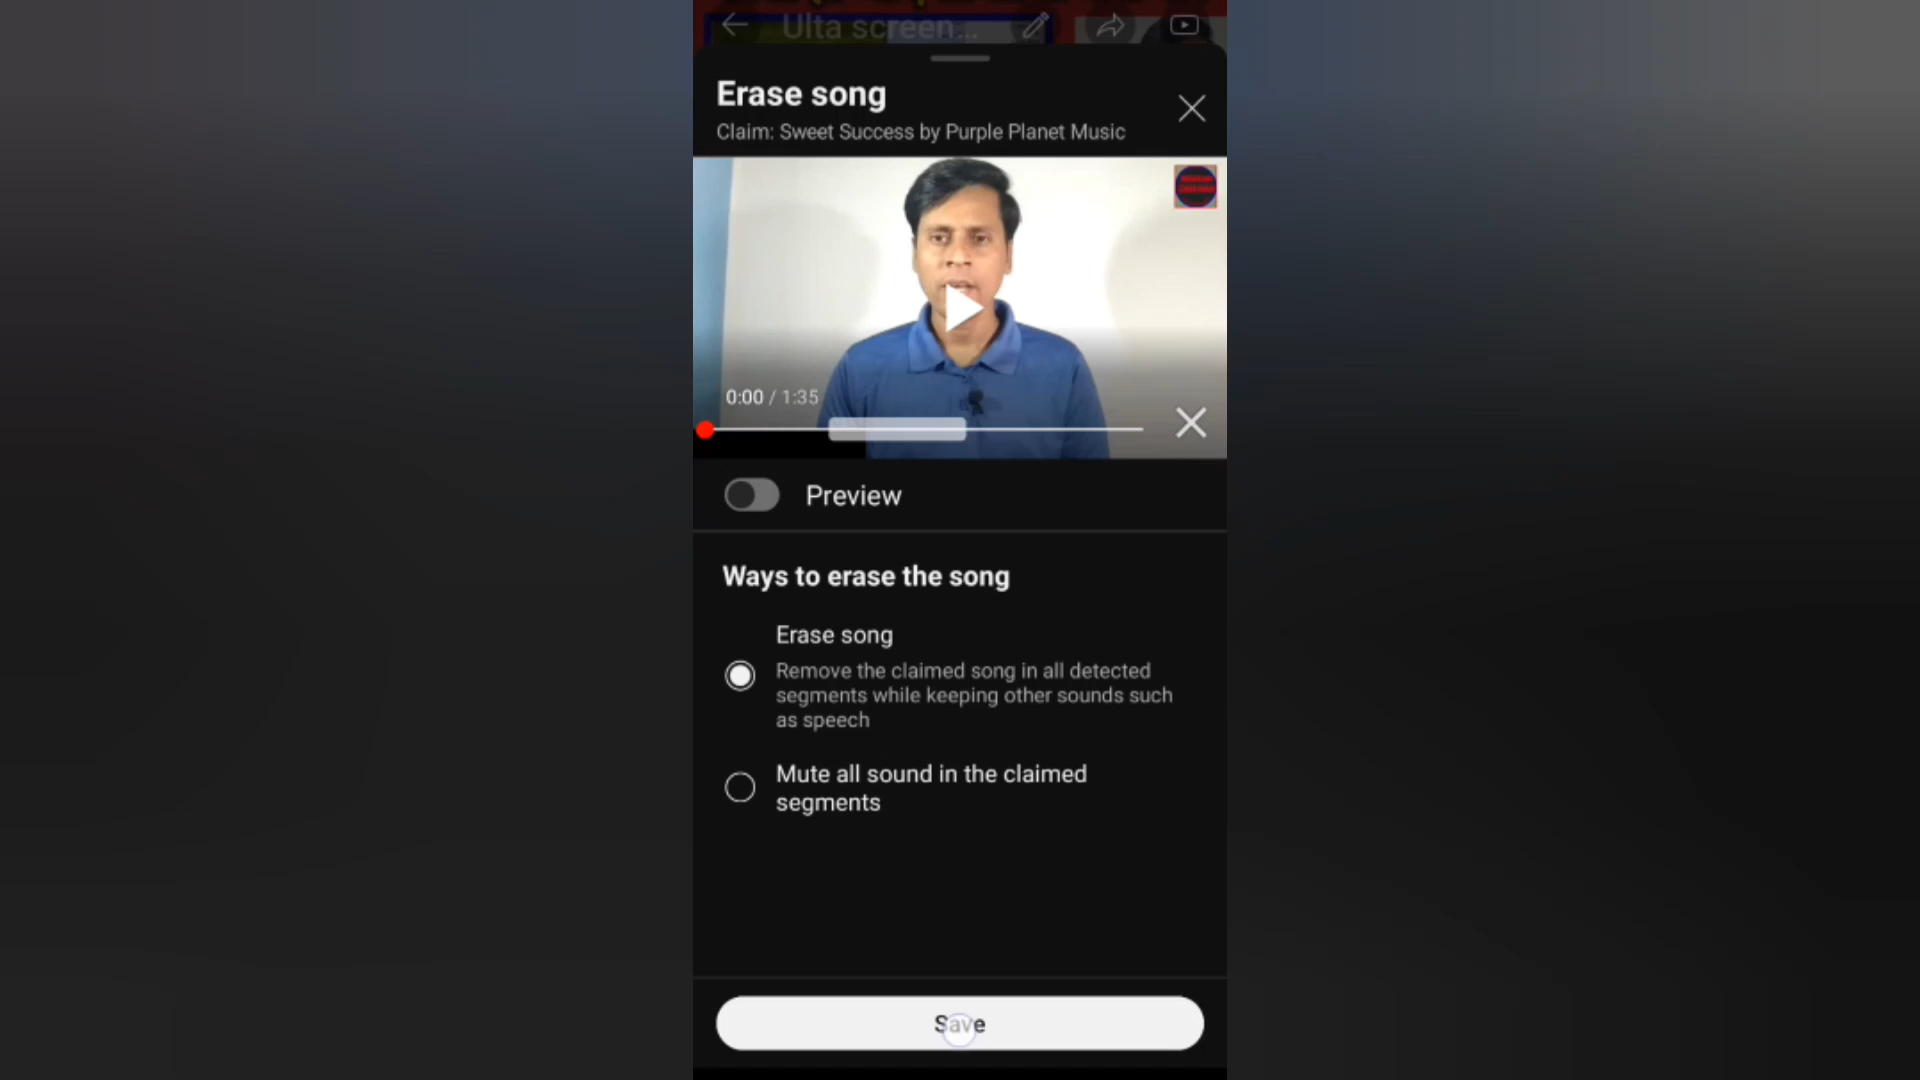 Ulta screen...
Erase song
Claim: Sweet Success by Purple Planet Music
0:00 / 1:35
Preview
Ways to erase the song
Erase song
Remove the claimed song in all detected
segments while keeping other sounds such
as speech
Mute all sound in the claimed
segments
Save